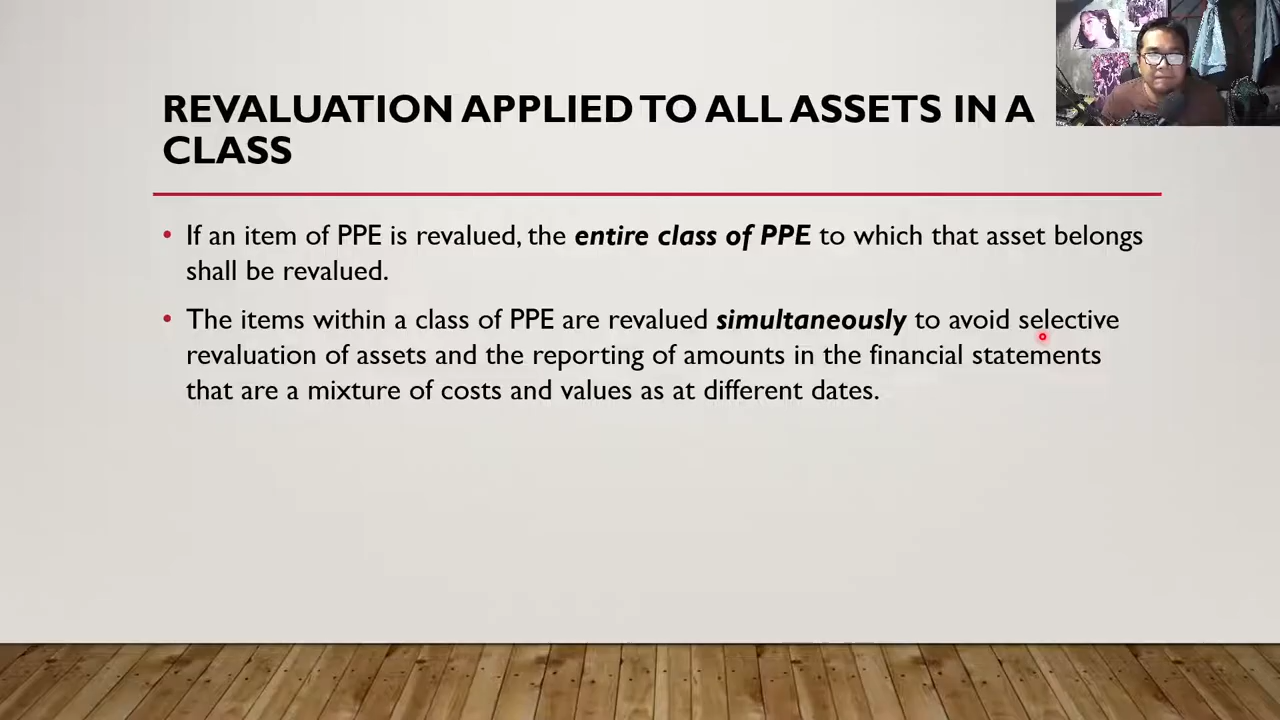 REVALUATION APPLIED TO ALL ASSETS IN A
CLASS
• If an item of PPE is revalued, the entire class of PPE to which that asset belongs
shall be revalued.
• The items within a class of PPE are revalued simultaneously to avoid selective
revaluation of assets and the reporting of amounts in the financial statements
that are a mixture of costs and values as at different dates.